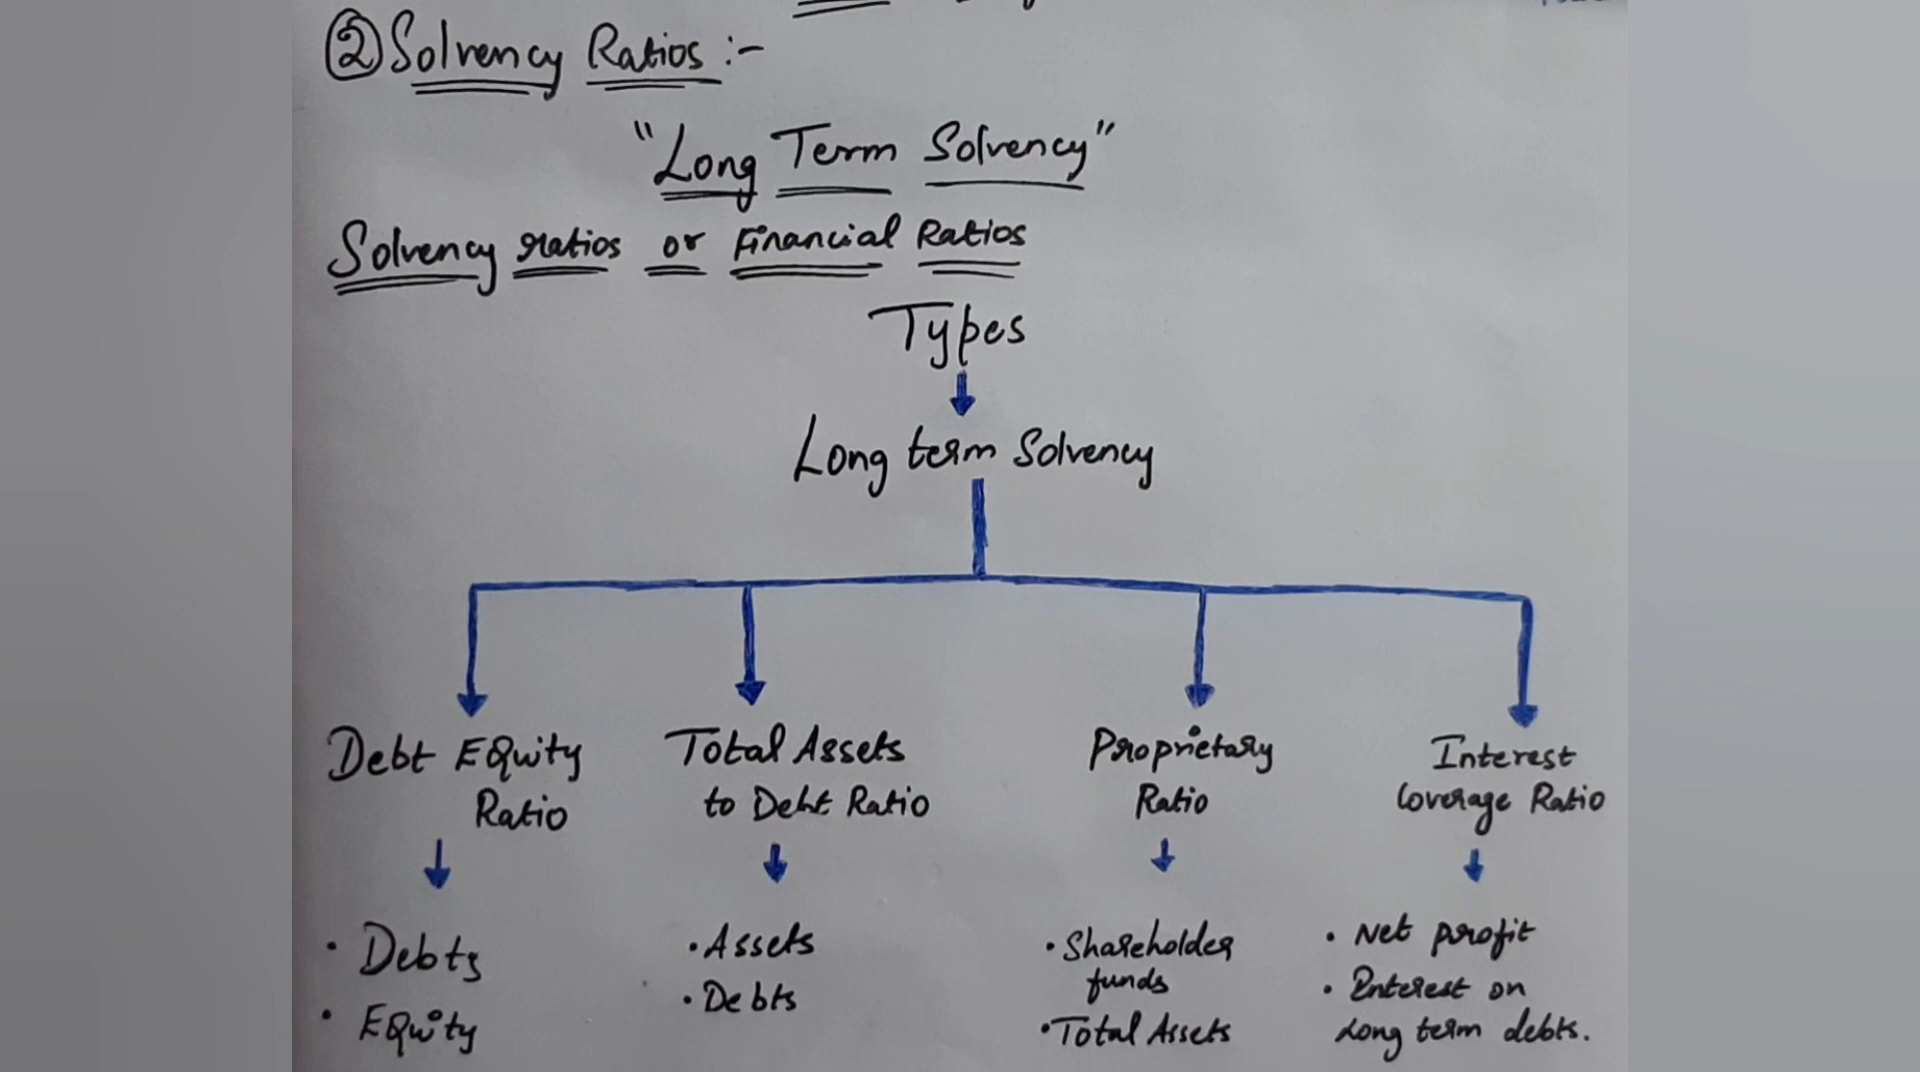 ② Solvency Ratios :-
"Long Term Solvency"
Solvency ratios or Financial Ratios
Types
Long term Solvency
Debt Equity Ratio
Total Assets to Debt Ratio
Proprietary Ratio
Interest Coverage Ratio
• Debts
• Equity
• Assets
• Debts
• Shareholder funds
• Total Assets
• Net profit
• Interest on Long term debts.